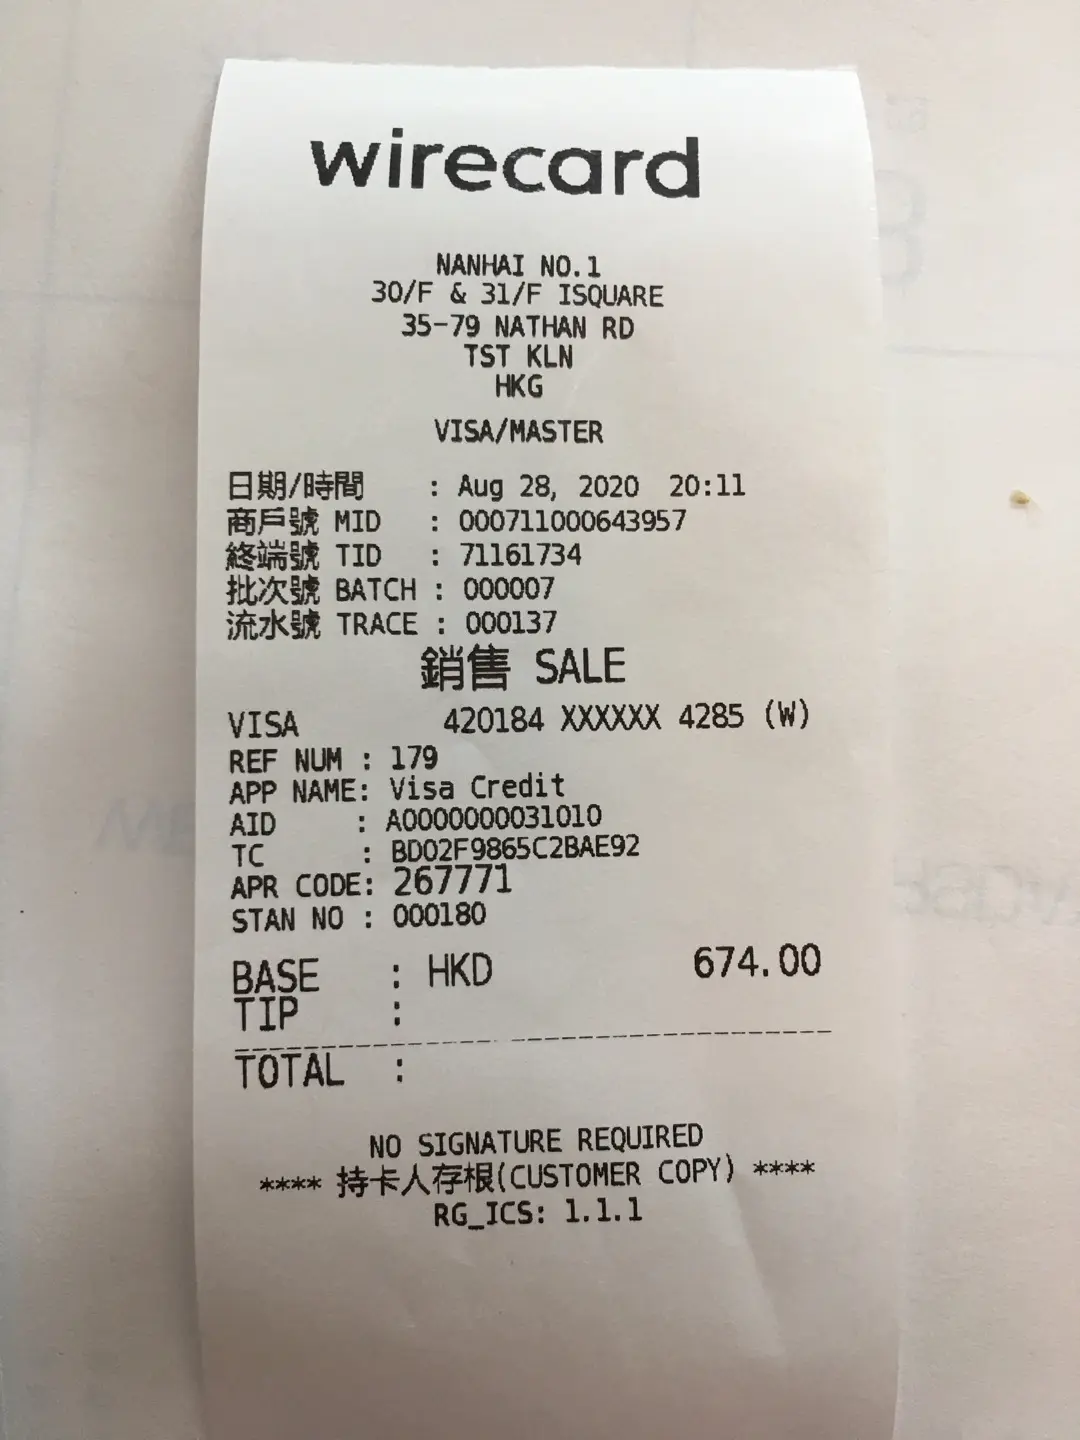 wirecard
NANHAI NO.1
30/F & 31/F ISQUARE
35-79 NATHAN RD
TST KLN
HKG
VISA/MASTER
日期/時間 : Aug 28, 2020 20:11
商戶號 MID : 000711000643957
終端號 TID : 71161734
批次號 BATCH : 000007
流水號 TRACE : 000137
銷售 SALE
VISA 420184 XXXXXX 4285 (W)
REF NUM : 179
APP NAME: Visa Credit
AID : A0000000031010
TC : BD02F9865C2BAE92
APR CODE: 267771
STAN NO : 000180
BASE : HKD 674.00
TIP :
TOTAL :
NO SIGNATURE REQUIRED
**** 持卡人存根(CUSTOMER COPY) ****
RG_ICS: 1.1.1